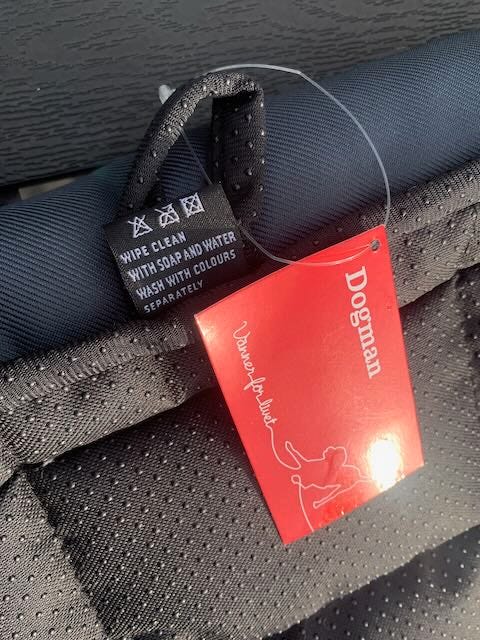 WIPE CLEAN
WITH SOAP AND WATER
WASH WITH COLOURS
SEPARATELY
Dogman
Vänner för livet